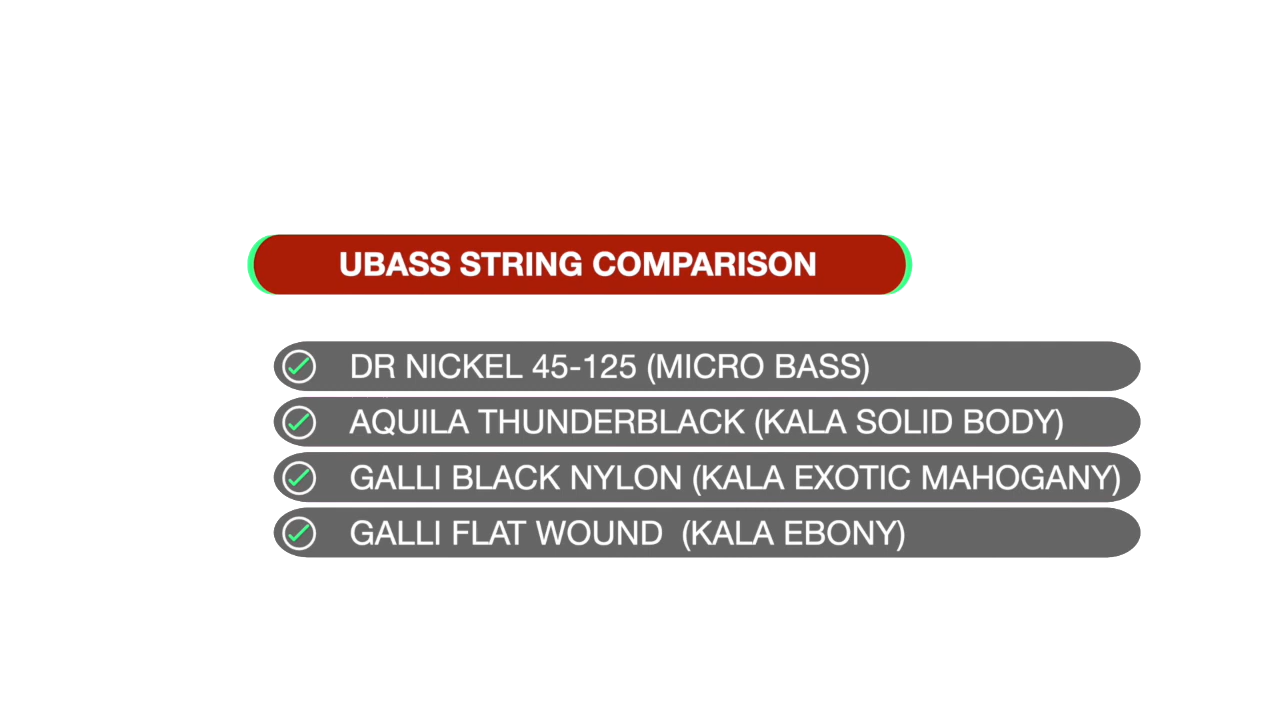 UBASS STRING COMPARISON
DR NICKEL 45-125 (MICRO BASS)
AQUILA THUNDERBLACK (KALA SOLID BODY)
GALLI BLACK NYLON (KALA EXOTIC MAHOGANY)
GALLI FLAT WOUND  (KALA EBONY)